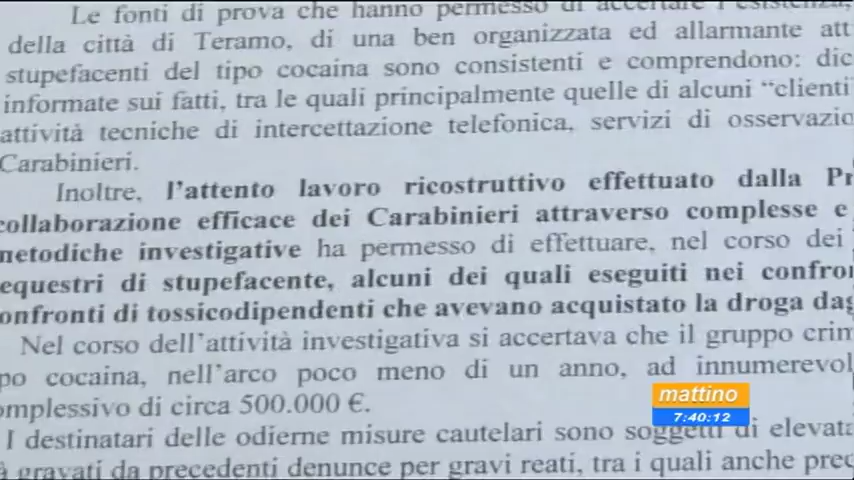 Le fonti di prova che hanno permesso di accertare l'esistenza,
della città di Teramo, di una ben organizzata ed allarmante att
stupefacenti del tipo cocaina sono consistenti e comprendono: dic
informate sui fatti, tra le quali principalmente quelle di alcuni “clienti
attività tecniche di intercettazione telefonica, servizi di osservazio
Carabinieri.
Inoltre, l'attento lavoro ricostruttivo effettuato dalla Pr
collaborazione efficace dei Carabinieri attraverso complesse e
netodiche investigative ha permesso di effettuare, nel corso dei
equestri di stupefacente, alcuni dei quali eseguiti nei confron
onfronti di tossicodipendenti che avevano acquistato la droga dag
Nel corso dell'attività investigativa si accertava che il gruppo crim
po cocaina, nell'arco poco meno di un anno, ad innumerevol
omplessivo di circa 500.000 €.
I destinatari delle odierne misure cautelari sono soggetti di elevata
à gravati da precedenti denunce per gravi reati, tra i quali anche prec
mattino
7:40:12